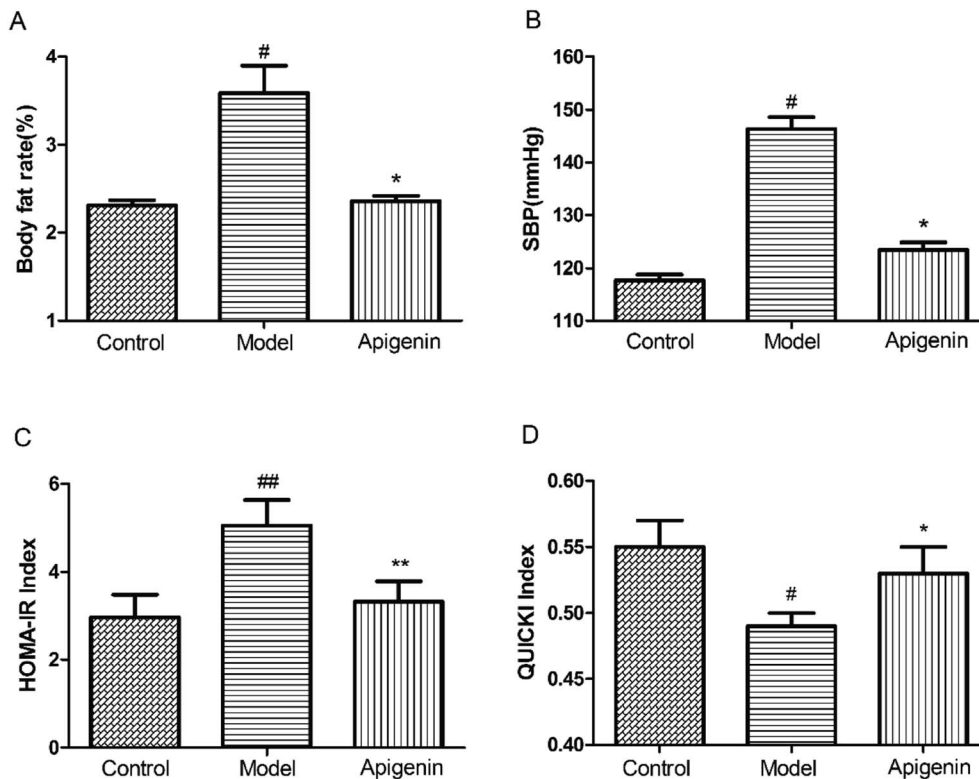 A
Body fat rate(%)
4
3
2
1
#
*
Control Model Apigenin
B
SBP(mmHg)
160
150
140
130
120
110
#
*
Control Model Apigenin
C
HOMA-IR Index
6
4
2
0
##
**
Control Model Apigenin
D
QUICKI Index
0.60
0.55
0.50
0.45
0.40
#
*
Control Model Apigenin